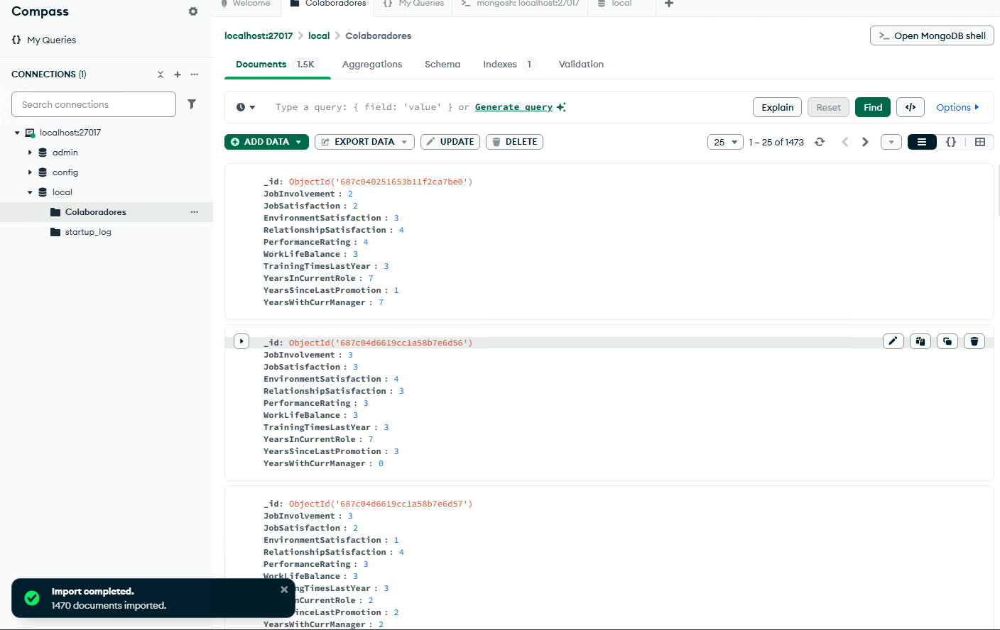 Compass
My Queries
CONNECTIONS (1)
Search connections
localhost:27017
admin
config
local
Colaboradores
startup_log
Welcome
Colaboradores
{} My Queries
>_ mongosh: localhost:27017
local
localhost:27017 > local > Colaboradores
>_ Open MongoDB shell
Documents 1.5K
Aggregations
Schema
Indexes 1
Validation
Type a query: { field: 'value' } or Generate query
Explain
Reset
Find
</>
Options
ADD DATA
EXPORT DATA
UPDATE
DELETE
25
1 – 25 of 1473
{}
_id: ObjectId('687c040251653b11f2ca7be0')
JobInvolvement : 2
JobSatisfaction : 2
EnvironmentSatisfaction : 3
RelationshipSatisfaction : 4
PerformanceRating : 4
WorkLifeBalance : 3
TrainingTimesLastYear : 3
YearsInCurrentRole : 7
YearsSinceLastPromotion : 1
YearsWithCurrManager : 7
_id: ObjectId('687c04d6619cc1a58b7e6d56')
JobInvolvement : 3
JobSatisfaction : 3
EnvironmentSatisfaction : 4
RelationshipSatisfaction : 3
PerformanceRating : 3
WorkLifeBalance : 3
TrainingTimesLastYear : 3
YearsInCurrentRole : 7
YearsSinceLastPromotion : 3
YearsWithCurrManager : 0
_id: ObjectId('687c04d6619cc1a58b7e6d57')
JobInvolvement : 3
JobSatisfaction : 2
EnvironmentSatisfaction : 1
RelationshipSatisfaction : 4
PerformanceRating : 3
WorkLifeBalance : 3
ngTimesLastYear : 3
nCurrentRole : 2
inceLastPromotion : 2
YearsWithCurrManager : 2
Import completed.
1470 documents imported.